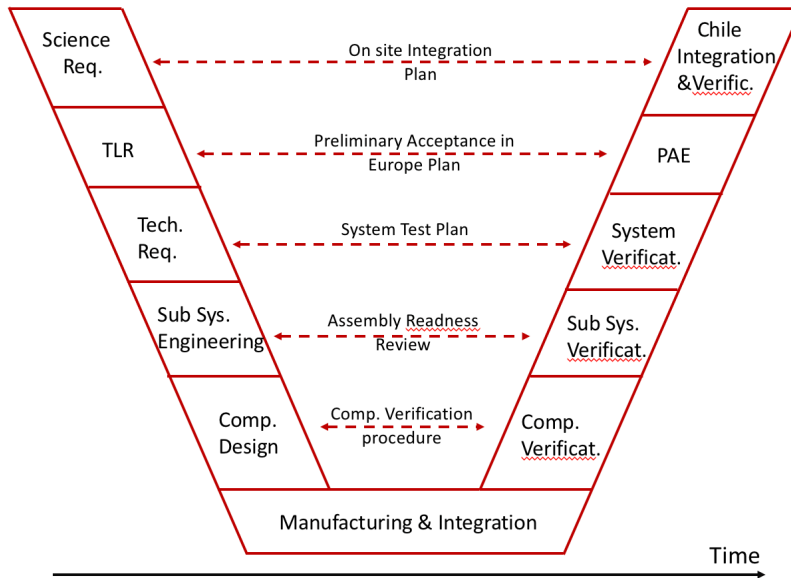 Science
Req.
On site Integration
Plan
Chile
Integration
&Verific.
TLR
Preliminary Acceptance in
Europe Plan
PAE
Tech.
Req.
System Test Plan
System
Verificat.
Sub Sys.
Engineering
Assembly Readness
Review
Sub Sys.
Verificat.
Comp.
Design
Comp. Verification
procedure
Comp.
Verificat.
Manufacturing & Integration
Time